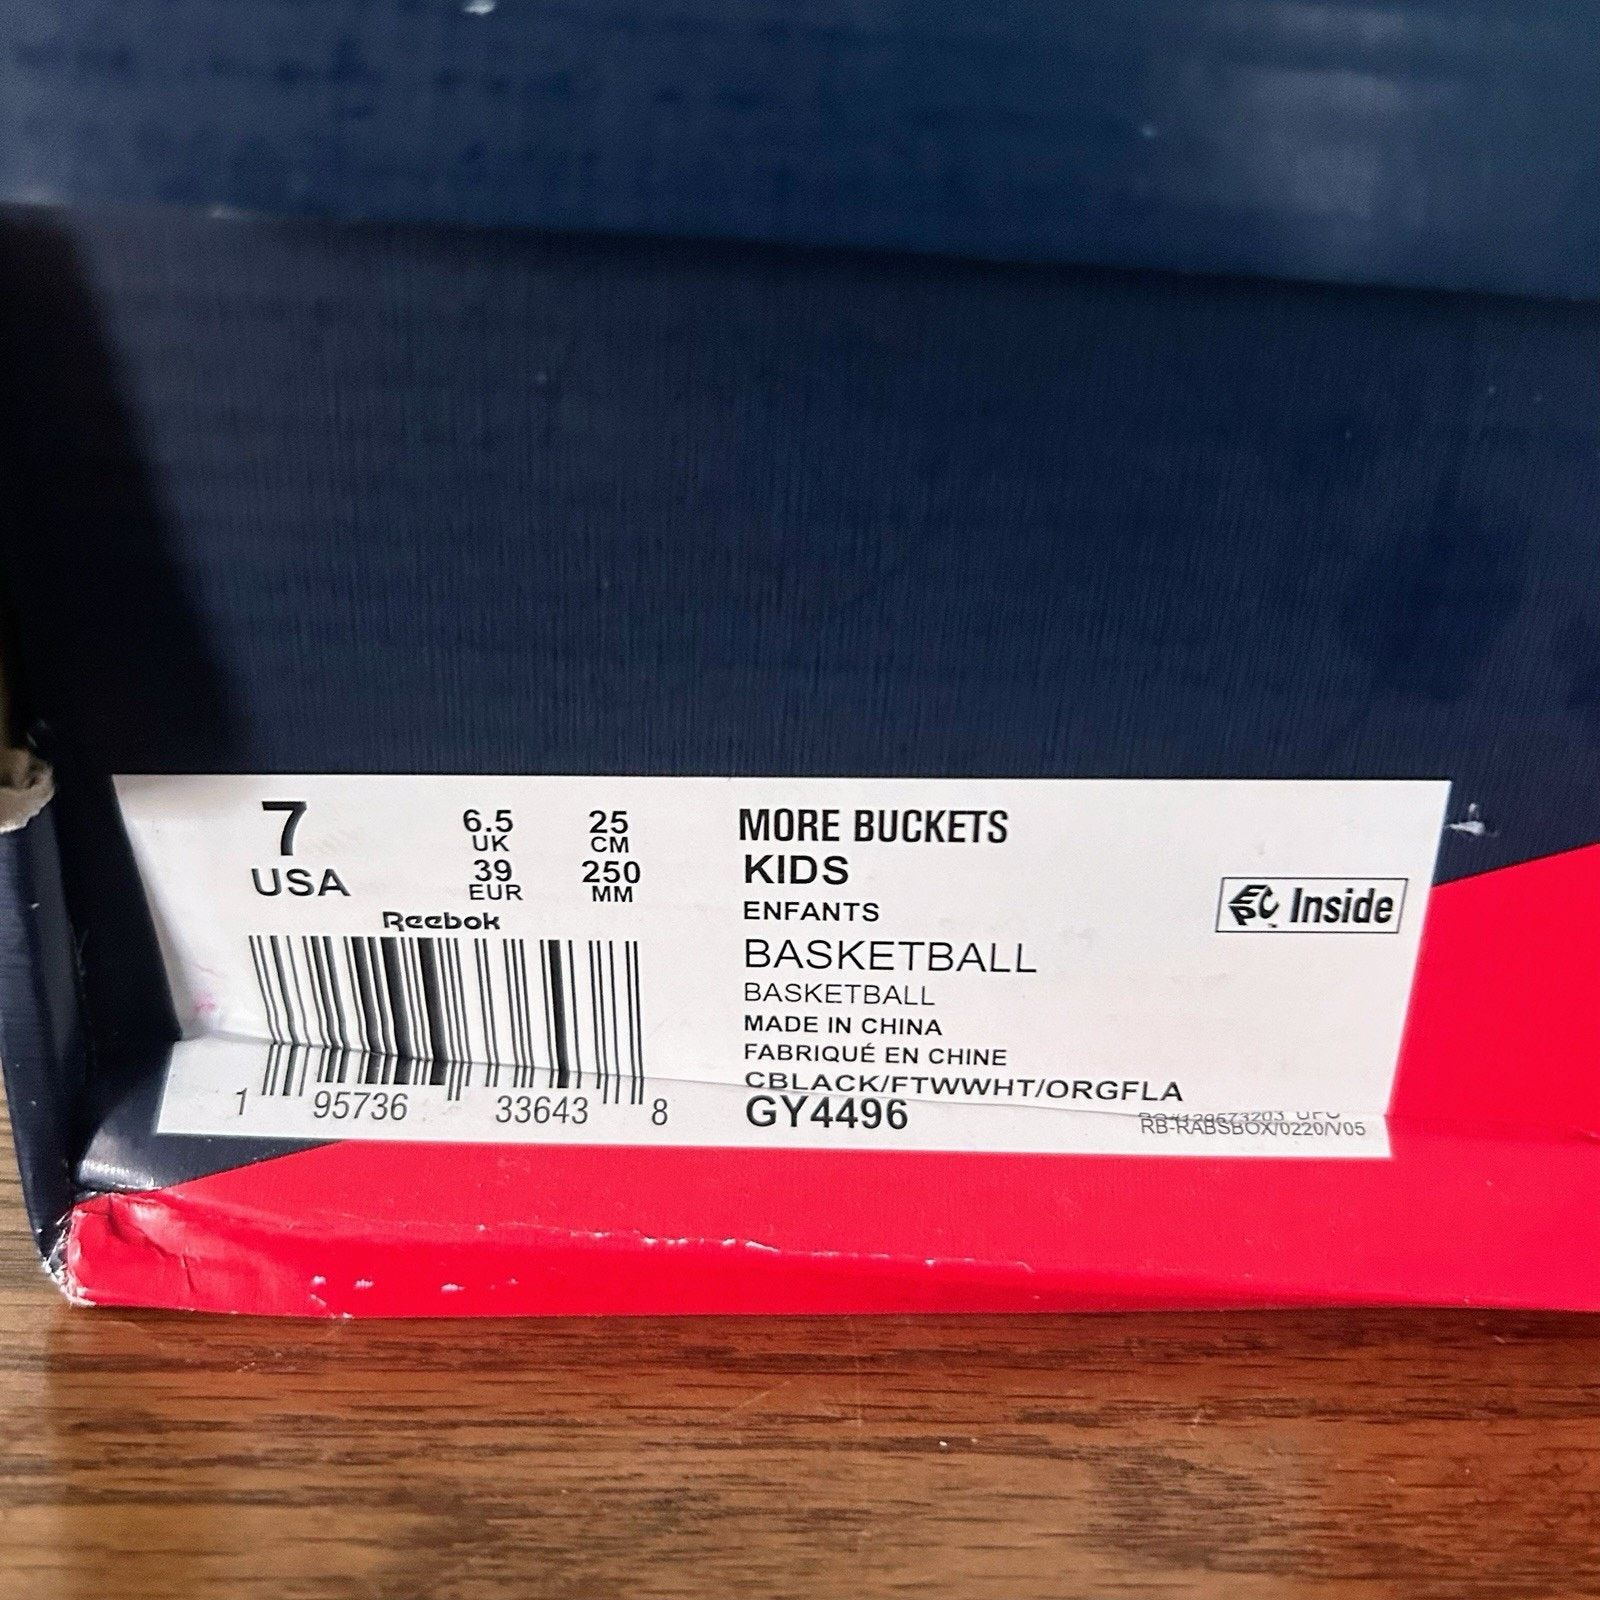 7
USA
6.5
UK
39
EUR
25
CM
250
MM
Reebok
1 95736 33643 8
MORE BUCKETS
KIDS
ENFANTS
BASKETBALL
BASKETBALL
MADE IN CHINA
FABRIQUÉ EN CHINE
CBLACK/FTWWHT/ORGFLA
GY4496
Inside
RB-RABSBOX/0220/V05